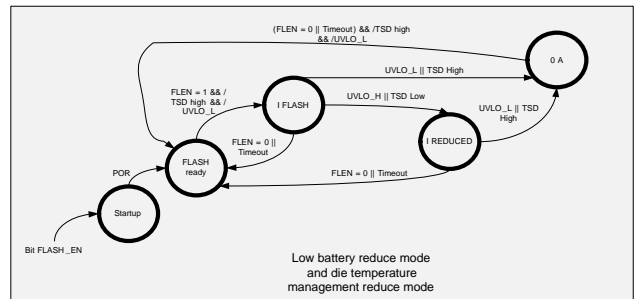 (FLEN = 0 || Timeout) && /TSD high
&& /UVLO_L
0 A
FLEN = 1 && /
TSD high && /
UVLO_L
UVLO_L || TSD High
I FLASH
UVLO_H || TSD Low
UVLO_L || TSD
High
I REDUCED
FLEN = 0 ||
Timeout
FLASH
ready
POR
FLEN = 0 || Timeout
Startup
Bit FLASH _EN
Low battery reduce mode
and die temperature
management reduce mode